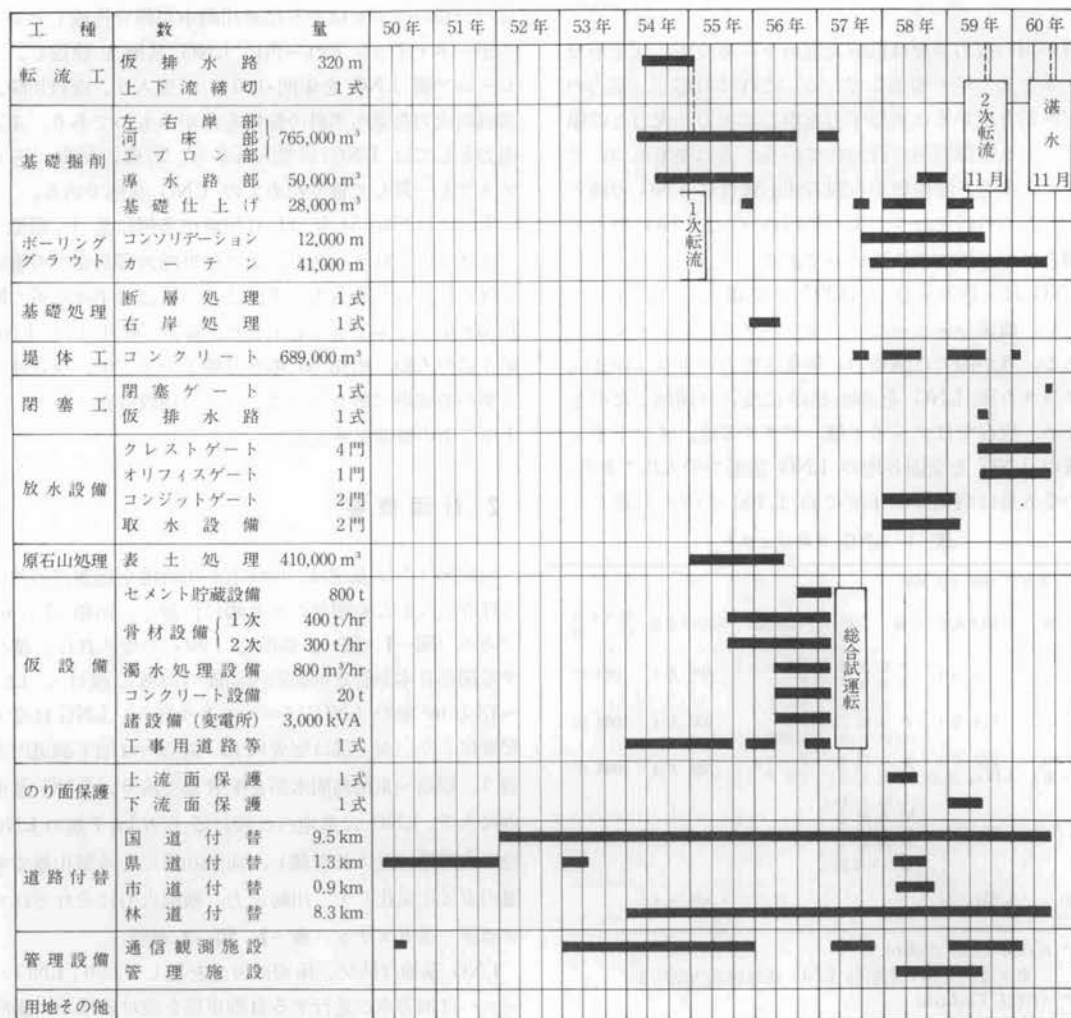 工種 数量 50年 51年 52年 53年 54年 55年 56年 57年 58年 59年 60年
転流工 仮排水路 320 m
上下流締切 1式
基礎掘削 左右岸部
河床部 765,000 m³
エプロン部
導水路部 50,000 m³
基礎仕上げ 28,000 m³
1次転流
2次転流
11月
湛水
11月
ボーリング コンソリデーション 12,000 m
グラウト カーテン 41,000 m
基礎処理 断層処理 1式
右岸処理 1式
堤体工 コンクリート 689,000 m³
閉塞工 閉塞ゲート 1式
仮排水路 1式
放水設備 クレストゲート 4門
オリフィスゲート 1門
コンジットゲート 2門
取水設備 2門
原石山処理 表土処理 410,000 m³
仮設備 セメント貯蔵設備 800 t
骨材設備 1次 400 t/hr
2次 300 t/hr
濁水処理設備 800 m³/hr
コンクリート設備 20 t
諸設備(変電所) 3,000 kVA
工事用道路等 1式
総合試運転
のり面保護 上流面保護 1式
下流面保護 1式
道路付替 国道付替 9.5 km
県道付替 1.3 km
市道付替 0.9 km
林道付替 8.3 km
管理設備 通信観測施設
管理施設
用地その他